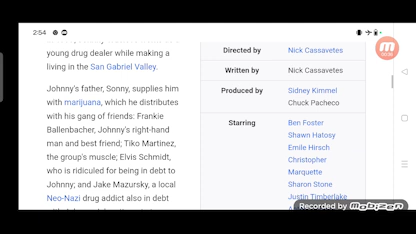 2:54
young drug dealer while making a
living in the San Gabriel Valley.
Johnny's father, Sonny, supplies him
with marijuana, which he distributes
with his gang of friends: Frankie
Ballenbacher, Johnny's right-hand
man and best friend; Tiko Martinez,
the group's muscle; Elvis Schmidt,
who is ridiculed for being in debt to
Johnny; and Jake Mazursky, a local
Neo-Nazi drug addict also in debt
Directed by Nick Cassavetes
Written by Nick Cassavetes
Produced by Sidney Kimmel
Chuck Pacheco
Starring Ben Foster
Shawn Hatosy
Emile Hirsch
Christopher
Marquette
Sharon Stone
Justin Timberlake
Recorded by Mobizen